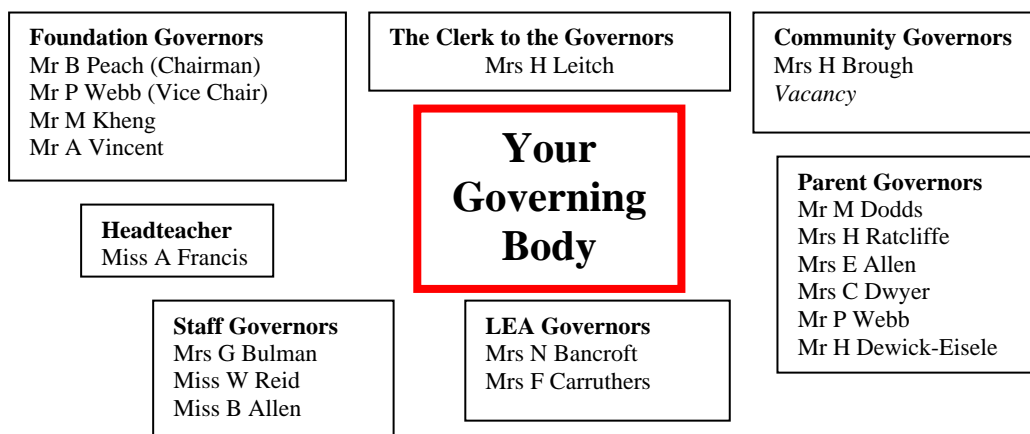 Foundation Governors
Mr B Peach (Chairman)
Mr P Webb (Vice Chair)
Mr M Kheng
Mr A Vincent
The Clerk to the Governors
Mrs H Leitch
Community Governors
Mrs H Brough
Vacancy
Your
Governing
Body
Parent Governors
Mr M Dodds
Mrs H Ratcliffe
Mrs E Allen
Mrs C Dwyer
Mr P Webb
Mr H Dewick-Eisele
Headteacher
Miss A Francis
Staff Governors
Mrs G Bulman
Miss W Reid
Miss B Allen
LEA Governors
Mrs N Bancroft
Mrs F Carruthers